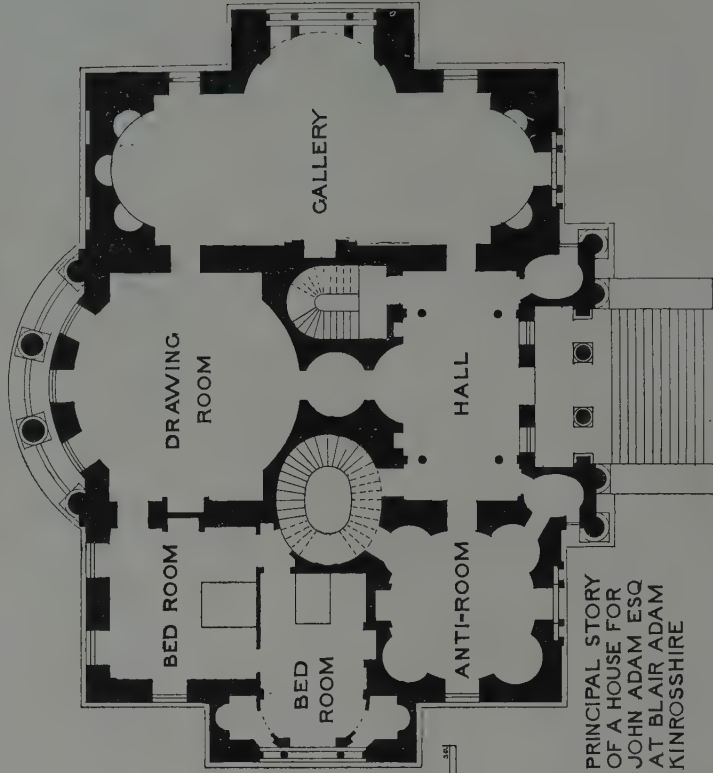 GALLERY
DRAWING
ROOM
HALL
BED ROOM
BED
ROOM
ANTI-ROOM
PRINCIPAL STORY
OF A HOUSE FOR
JOHN ADAM ESQ
AT BLAIR ADAM
KINROSSHIRE